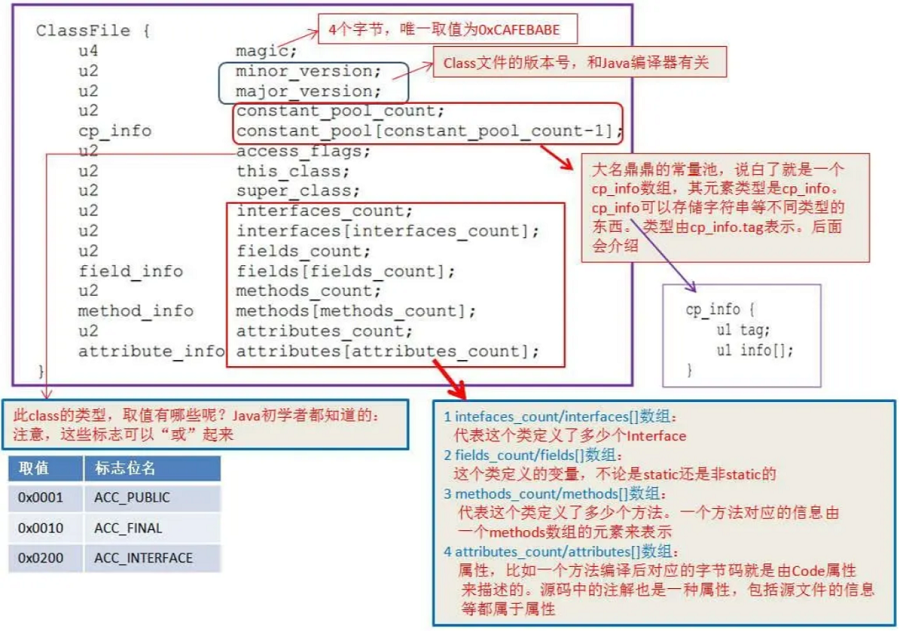 ClassFile {
u4 magic;
u2 minor_version;
u2 major_version;
u2 constant_pool_count;
cp_info constant_pool[constant_pool_count-1];
u2 access_flags;
u2 this_class;
u2 super_class;
u2 interfaces_count;
u2 interfaces[interfaces_count];
u2 fields_count;
field_info fields[fields_count];
u2 methods_count;
method_info methods[methods_count];
u2 attributes_count;
attribute_info attributes[attributes_count];
}
4个字节，唯一取值为0xCAFEBABE
Class文件的版本号，和Java编译器有关
大名鼎鼎的常量池，说白了就是一个
cp_info数组，其元素类型是cp_info。
cp_info可以存储字符串等不同类型的
东西。 类型由cp_info.tag表示。后面
会介绍
cp_info {
u1 tag;
u1 info[];
}
此class的类型，取值有哪些呢？Java初学者都知道的：
注意，这些标志可以“或”起来
取值 标志位名
0x0001 ACC_PUBLIC
0x0010 ACC_FINAL
0x0200 ACC_INTERFACE
1 intefaces_count/interfaces[]数组：
代表这个类定义了多少个Interface
2 fields_count/fields[]数组：
这个类定义的变量，不论是static还是非static的
3 methods_count/methods[]数组：
代表这个类定义了多少个方法。一个方法对应的信息由
一个methods数组的元素来表示
4 attributes_count/attributes[]数组：
属性，比如一个方法编译后对应的字节码就是由Code属性
来描述的。源码中的注解也是一种属性，包括源文件的信息
等都属于属性